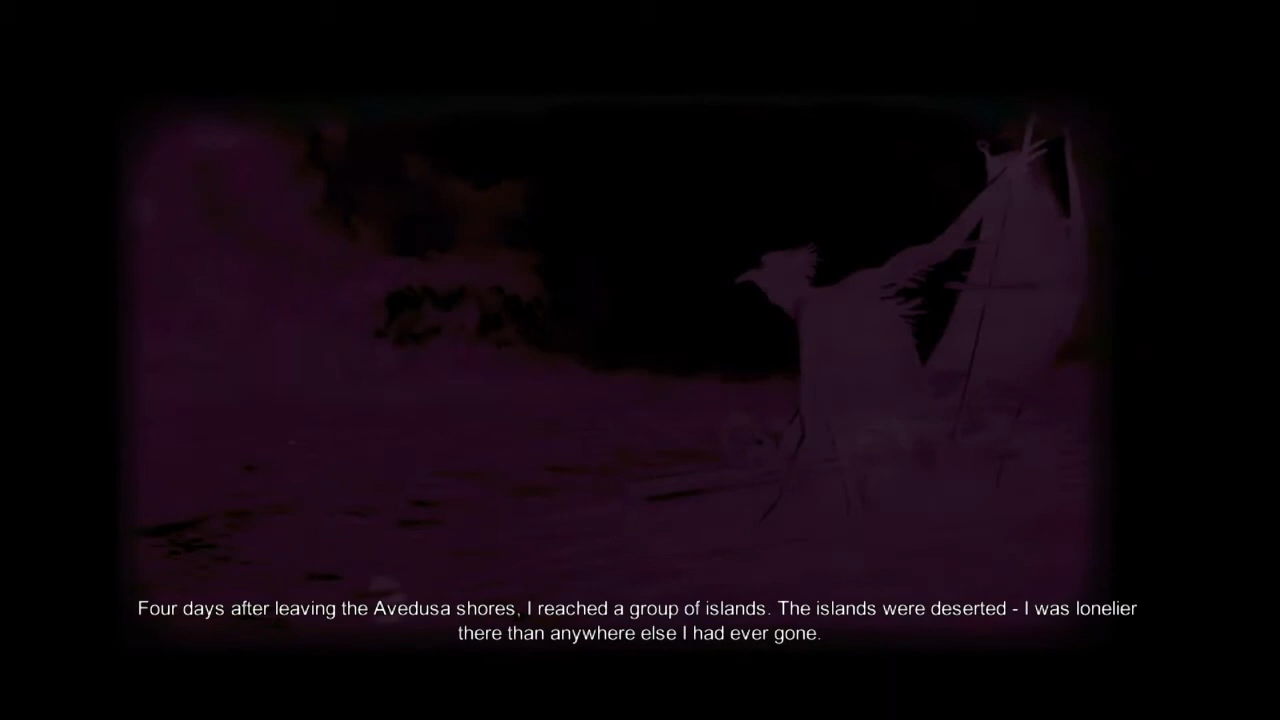 Four days after leaving the Avedusa shores, I reached a group of islands. The islands were deserted - I was lonelier
there than anywhere else I had ever gone.